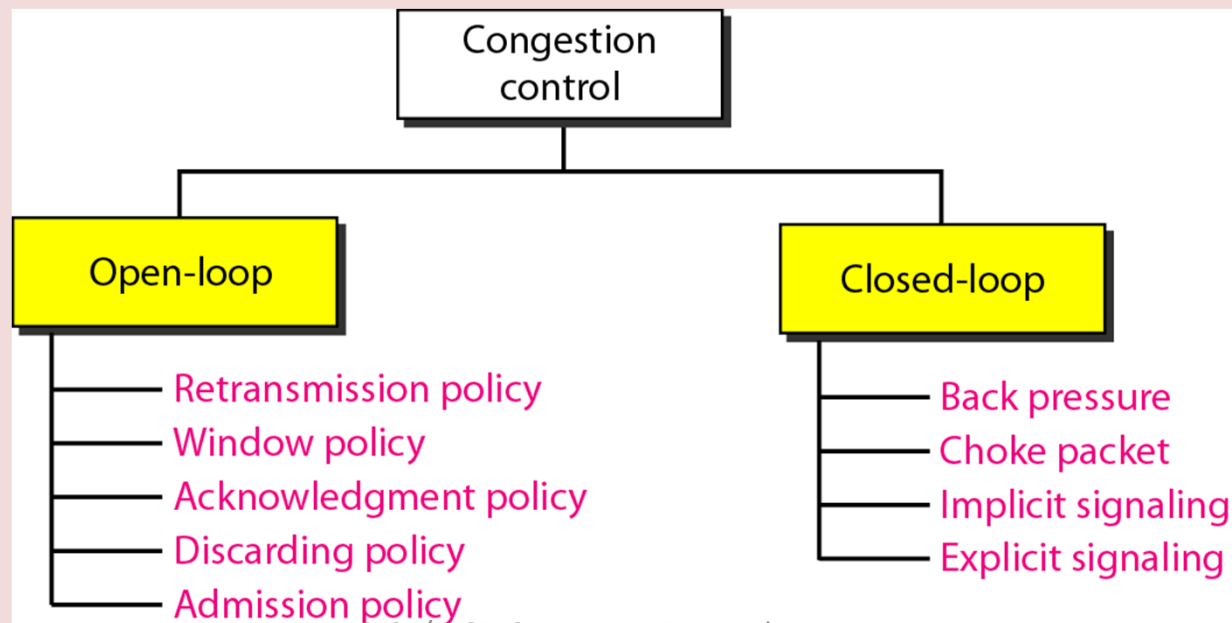 Congestion
control
Open-loop
Closed-loop
Retransmission policy
Window policy
Acknowledgment policy
Discarding policy
Admission policy
Back pressure
Choke packet
Implicit signaling
Explicit signaling